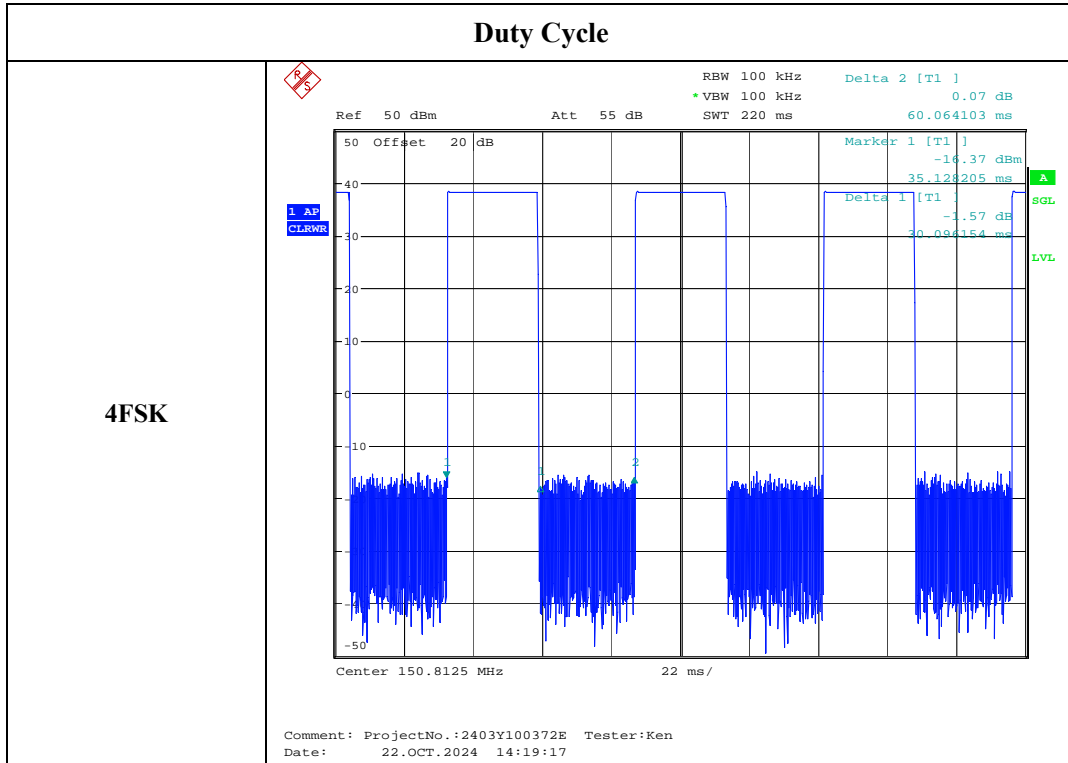 Duty Cycle
4FSK
R S
RBW 100 kHz
Delta 2 [T1 ]
* VBW 100 kHz
0.07 dB
Ref 50 dBm
Att 55 dB
SWT 220 ms
60.064103 ms
50 Offset 20 dB
Marker 1 [T1 ]
-16.37 dBm
35.128205 ms
A
40
Delta 1 [T1 ]
SGL
1 AP
-1.57 dB
CLRWR
30
30.096154 ms
LVL
20
10
0
-10
1
1
2
-50
Center 150.8125 MHz
22 ms/
Comment: ProjectNo.:2403Y100372E Tester:Ken
Date: 22.OCT.2024 14:19:17